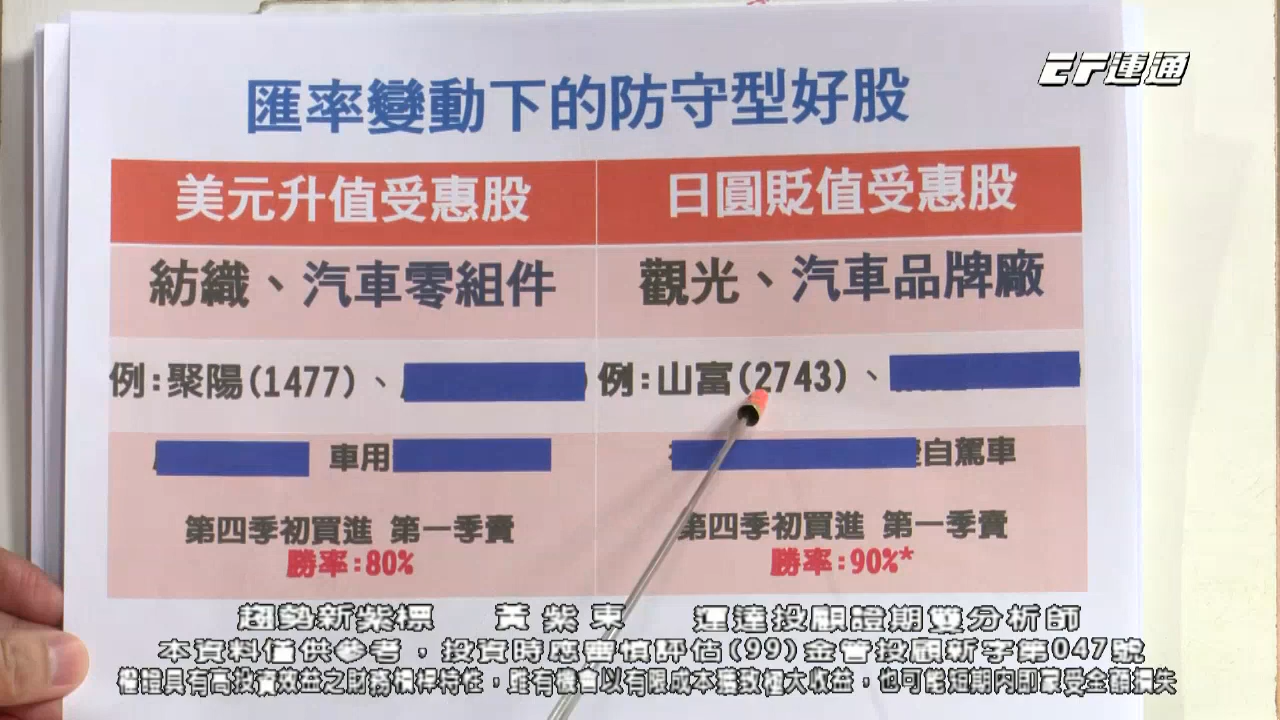 運通
匯率變動下的防守型好股
美元升值受惠股
日圓貶值受惠股
紡織、汽車零組件
觀光、汽車品牌廠
例:聚陽(1477)、
例:山富(2743)、
車用
自駕車
第四季初買進 第一季賣
勝率:80%
第四季初買進 第一季賣
勝率:90%*
趨勢新紫標 黃紫東 運達投顧證期雙分析師
本資料僅供參考，投資時應審慎評估(99)金管投顧新字第047號
權證具有高投資效益之財務槓桿特性，雖有機會以有限成本獲致極大收益，也可能短期內即蒙受全額損失